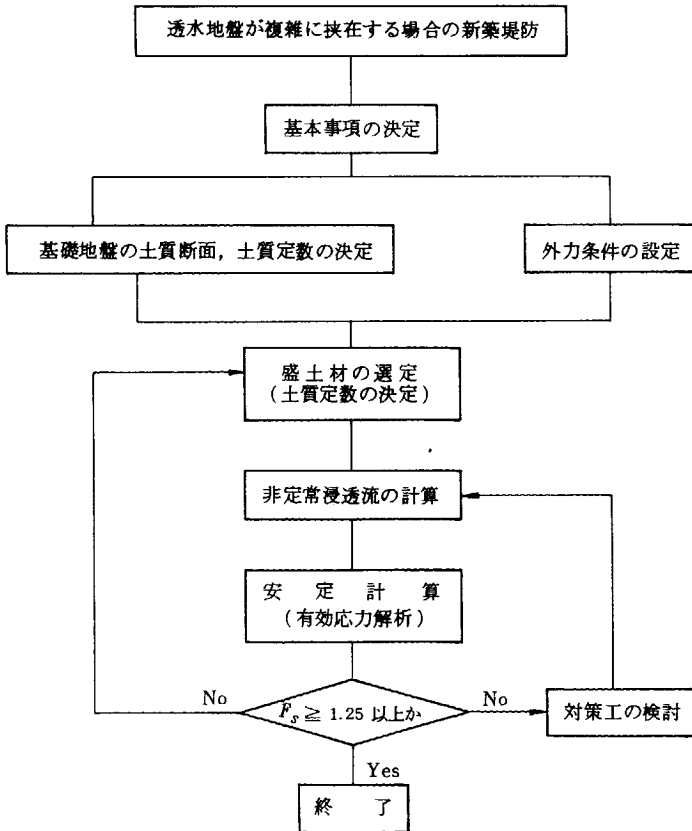 透水地盤が複雑に挟在する場合の新築堤防
基本事項の決定
基礎地盤の土質断面，土質定数の決定
外力条件の設定
盛土材の選定
(土質定数の決定)
非定常浸透流の計算
安定計算
(有効応力解析)
No
Fs ≧ 1.25 以上か
No
対策工の検討
Yes
終了